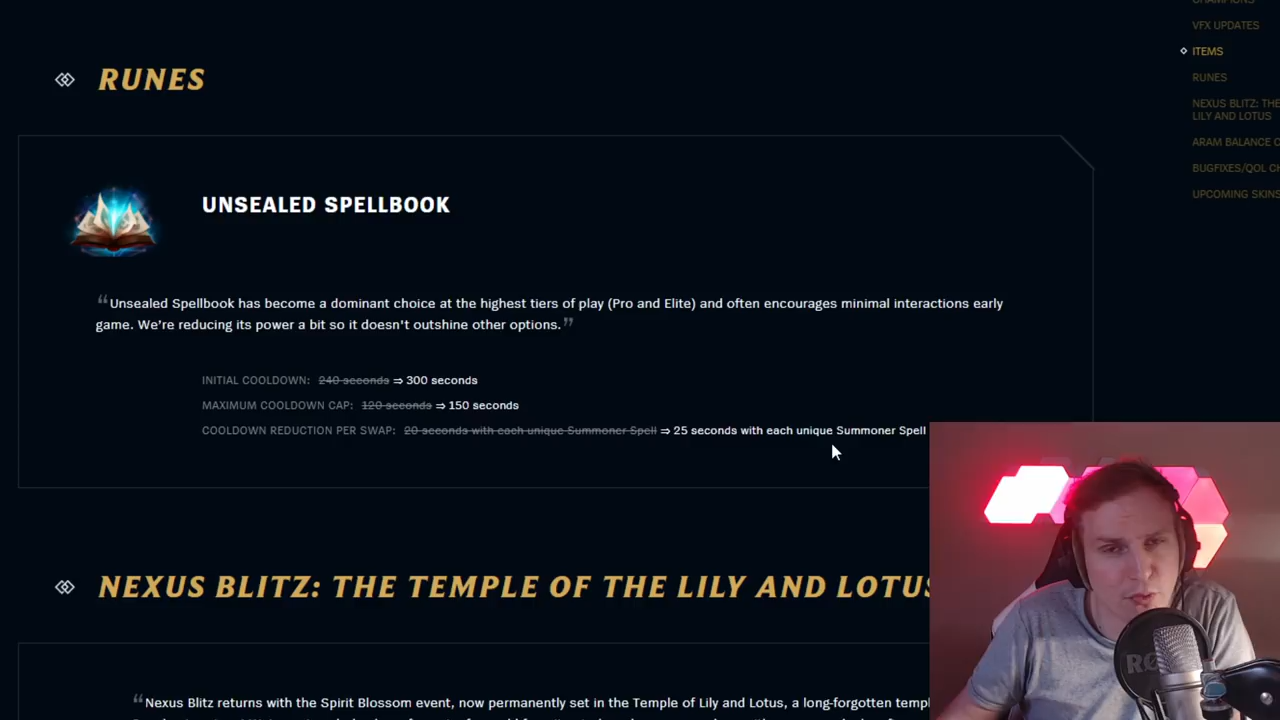 CHAMPIONS
VFX UPDATES
ITEMS
RUNES
NEXUS BLITZ: THE
LILY AND LOTUS
ARAM BALANCE C
BUGFIXES/QOL CH
UPCOMING SKINS
RUNES
UNSEALED SPELLBOOK
“Unsealed Spellbook has become a dominant choice at the highest tiers of play (Pro and Elite) and often encourages minimal interactions early
game. We're reducing its power a bit so it doesn't outshine other options.”
INITIAL COOLDOWN: 240 seconds ⇒ 300 seconds
MAXIMUM COOLDOWN CAP: 120 seconds ⇒ 150 seconds
COOLDOWN REDUCTION PER SWAP: 20 seconds with each unique Summoner Spell ⇒ 25 seconds with each unique Summoner Spell
NEXUS BLITZ: THE TEMPLE OF THE LILY AND LOTUS
“Nexus Blitz returns with the Spirit Blossom event, now permanently set in the Temple of Lily and Lotus, a long-forgotten templ
RØ